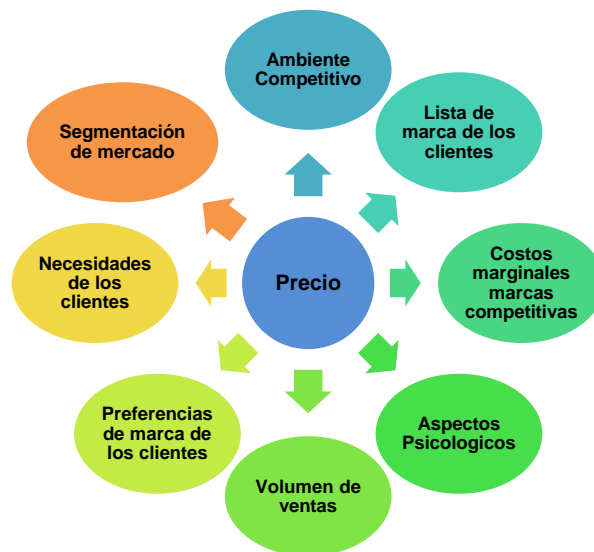 Ambiente
Competitivo
Lista de
marca de los
clientes
Costos
marginales
marcas
competitivas
Aspectos
Psicologicos
Volumen de
ventas
Preferencias
de marca de
los clientes
Necesidades
de los
clientes
Segmentación
de mercado
Precio